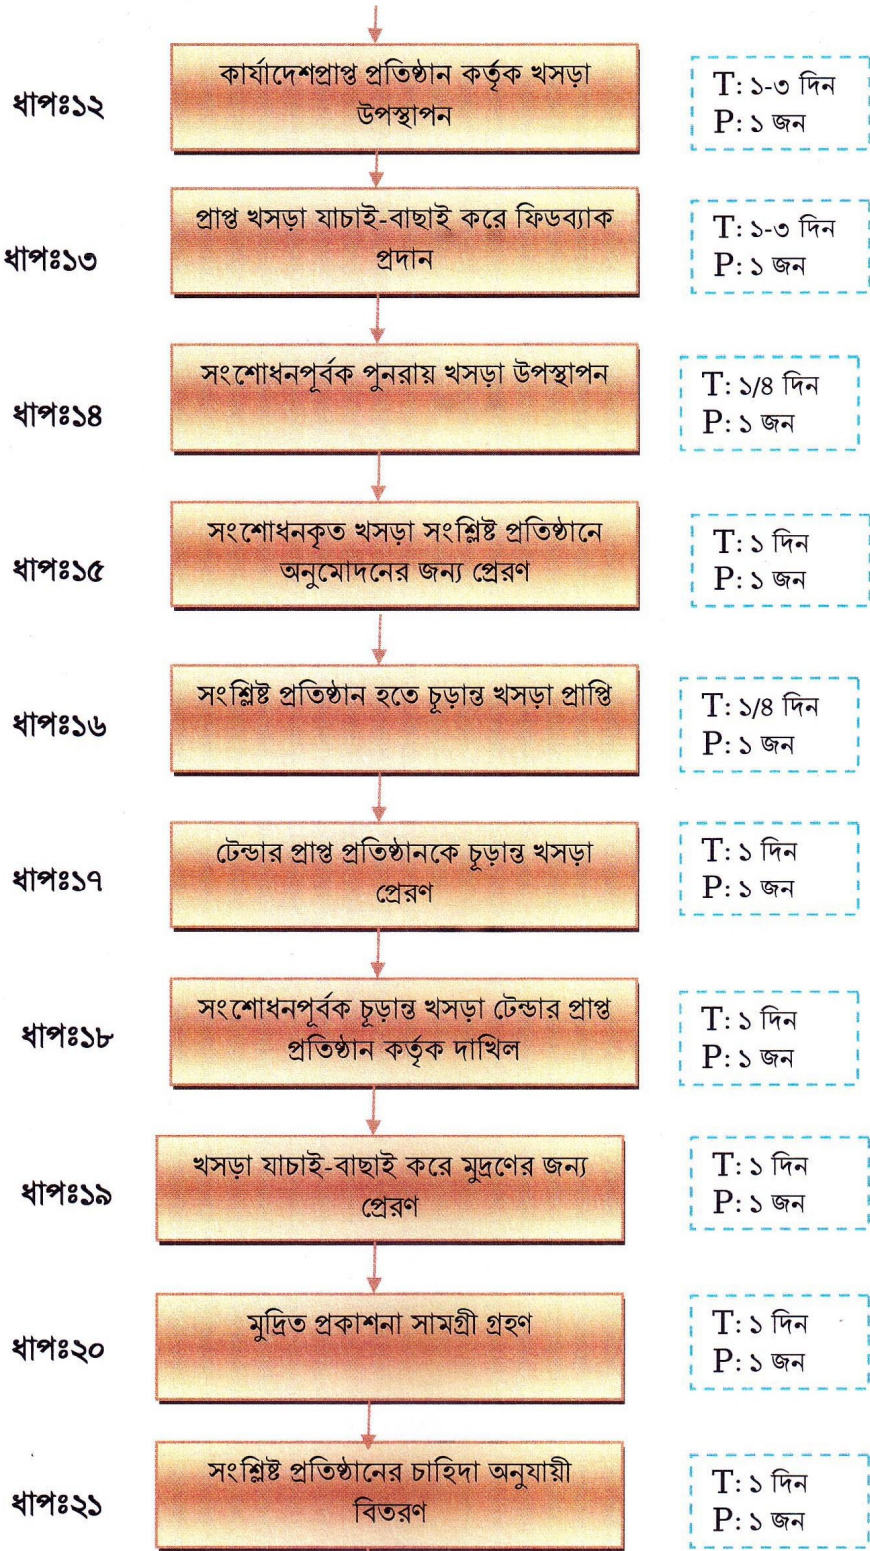 ধাপঃ১২
কার্যাদেশপ্রাপ্ত প্রতিষ্ঠান কর্তৃক খসড়া
উপস্থাপন
T: ১-৩ দিন
P: ১ জন
ধাপঃ১৩
প্রাপ্ত খসড়া যাচাই-বাছাই করে ফিডব্যাক
প্রদান
T: ১-৩ দিন
P: ১ জন
ধাপঃ১৪
সংশোধনপূর্বক পুনরায় খসড়া উপস্থাপন
T: ১/৪ দিন
P: ১ জন
ধাপঃ১৫
সংশোধনকৃত খসড়া সংশ্লিষ্ট প্রতিষ্ঠানে
অনুমোদনের জন্য প্রেরণ
T: ১ দিন
P: ১ জন
ধাপঃ১৬
সংশ্লিষ্ট প্রতিষ্ঠান হতে চূড়ান্ত খসড়া প্রাপ্তি
T: ১/৪ দিন
P: ১ জন
ধাপঃ১৭
টেন্ডার প্রাপ্ত প্রতিষ্ঠানকে চূড়ান্ত খসড়া
প্রেরণ
T: ১ দিন
P: ১ জন
ধাপঃ১৮
সংশোধনপূর্বক চূড়ান্ত খসড়া টেন্ডার প্রাপ্ত
প্রতিষ্ঠান কর্তৃক দাখিল
T: ১ দিন
P: ১ জন
ধাপঃ১৯
খসড়া যাচাই-বাছাই করে মুদ্রণের জন্য
প্রেরণ
T: ১ দিন
P: ১ জন
ধাপঃ২০
মুদ্রিত প্রকাশনা সামগ্রী গ্রহণ
T: ১ দিন
P: ১ জন
ধাপঃ২১
সংশ্লিষ্ট প্রতিষ্ঠানের চাহিদা অনুযায়ী
বিতরণ
T: ১ দিন
P: ১ জন